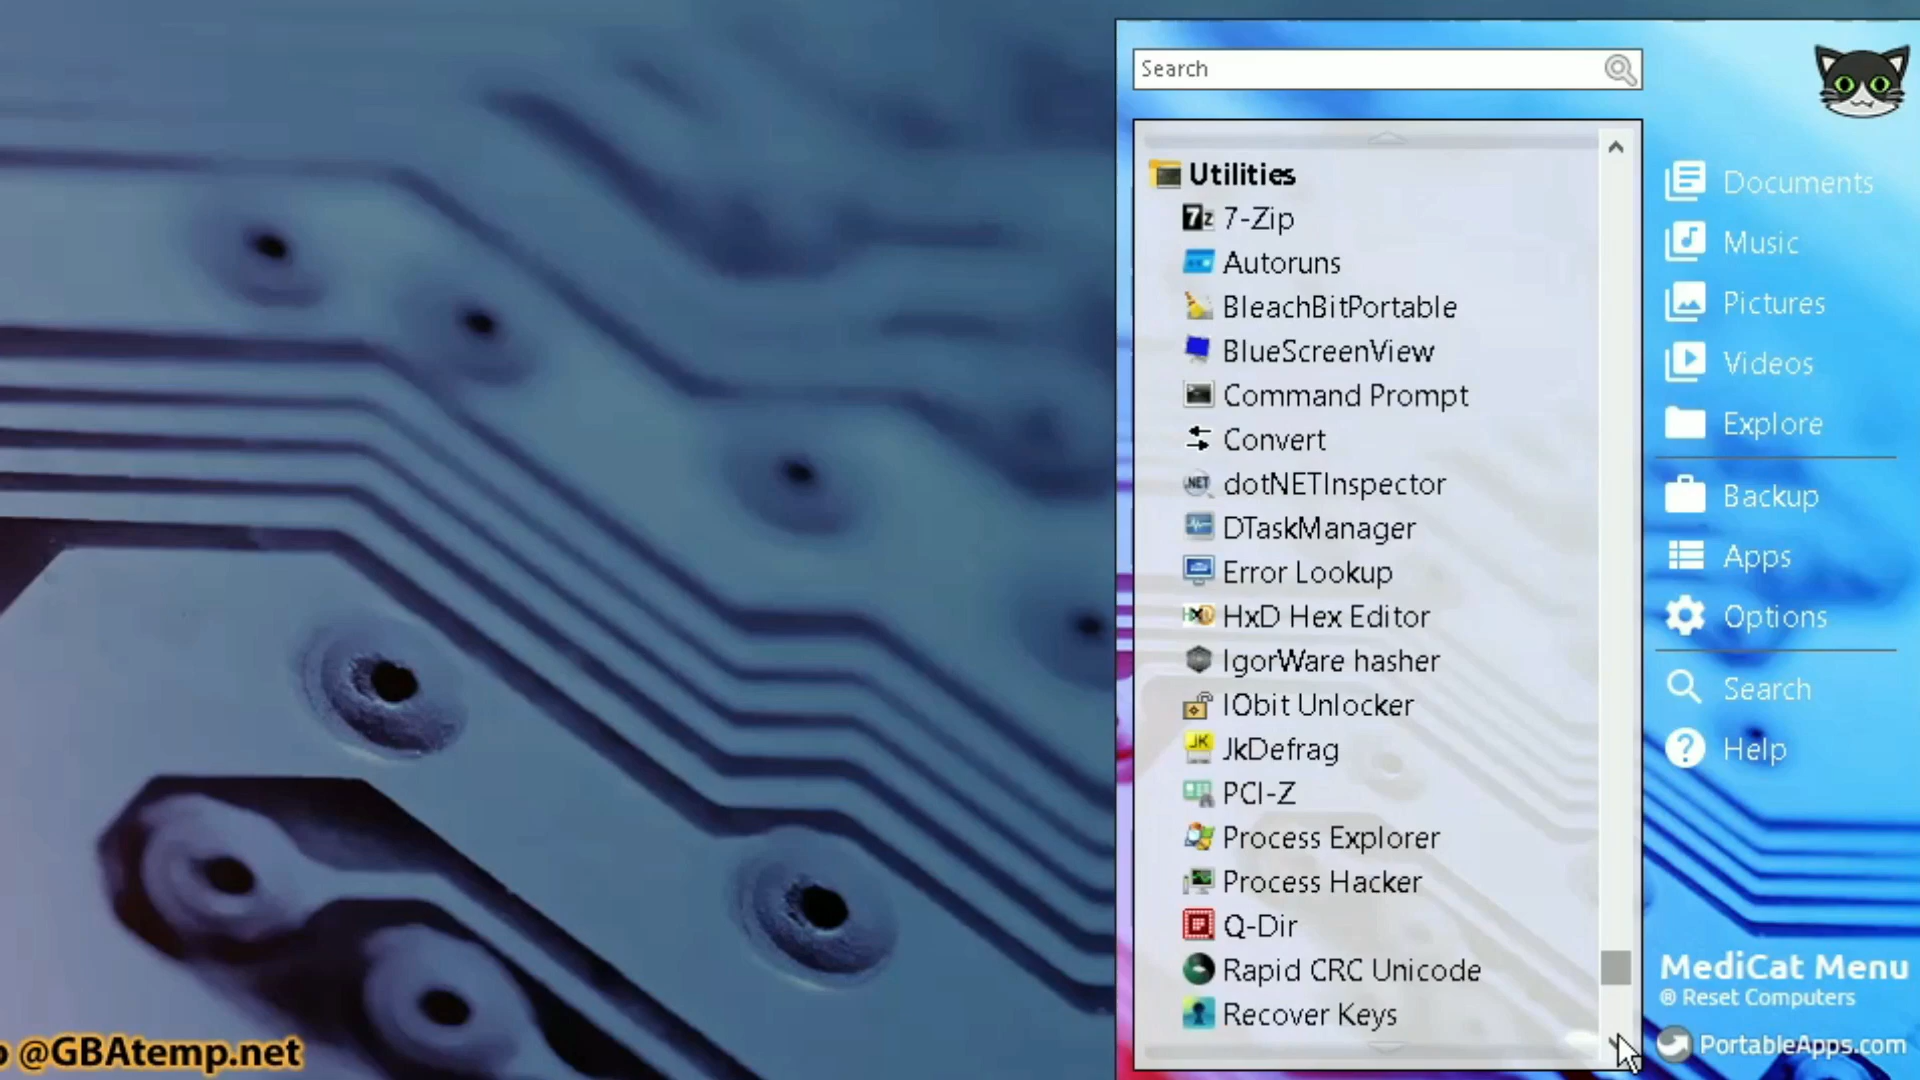 Search
Utilities
7-Zip
Autoruns
BleachBitPortable
BlueScreenView
Command Prompt
Convert
dotNETInspector
DTaskManager
Error Lookup
HxD Hex Editor
IgorWare hasher
IObit Unlocker
JkDefrag
PCI-Z
Process Explorer
Process Hacker
Q-Dir
Rapid CRC Unicode
Recover Keys
Documents
Music
Pictures
Videos
Explore
Backup
Apps
Options
Search
Help
MediCat Menu
® Reset Computers
PortableApps.com
@GBAtemp.net